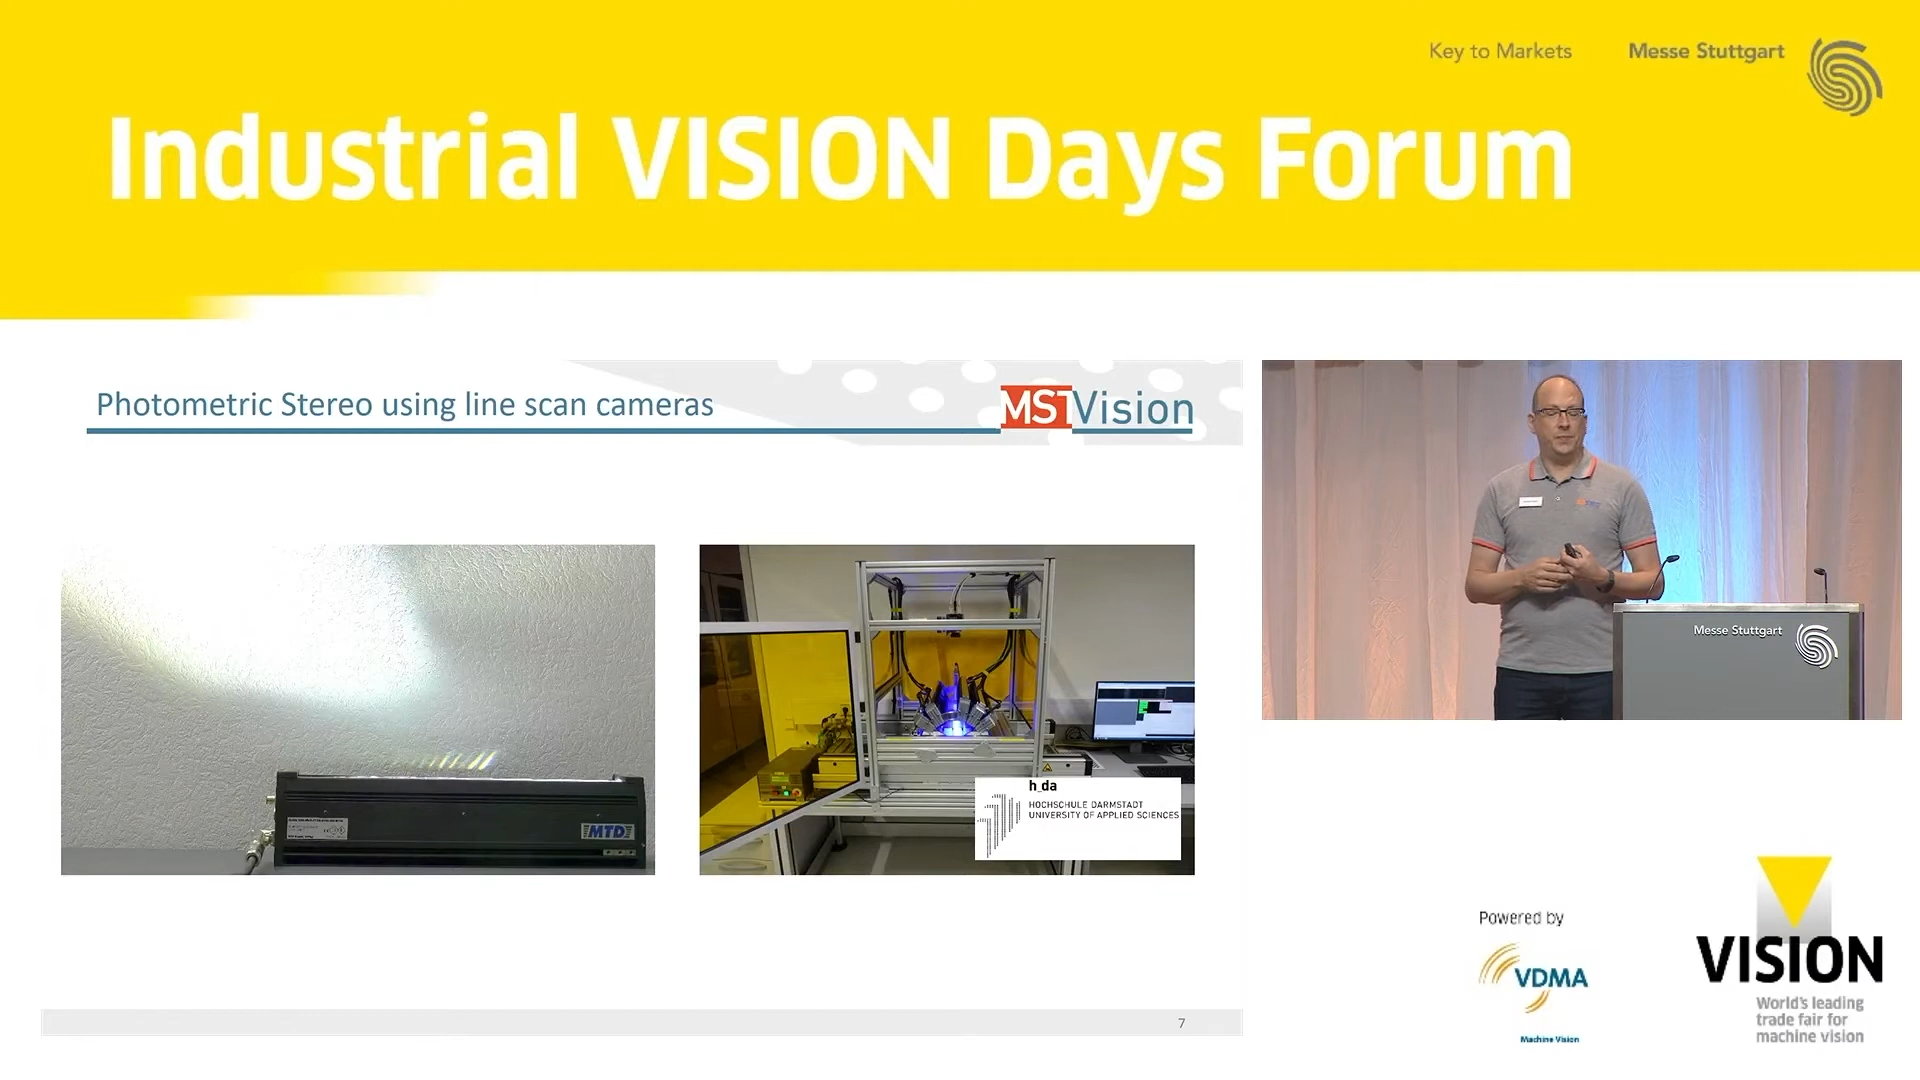 Key to Markets
Messe Stuttgart
Industrial VISION Days Forum
Photometric Stereo using line scan cameras
MSTVision
MTD
h_da
HOCHSCHULE DARMSTADT
UNIVERSITY OF APPLIED SCIENCES
7
Messe Stuttgart
Powered by
VDMA
Machine Vision
VISION
World's leading
trade fair for
machine vision